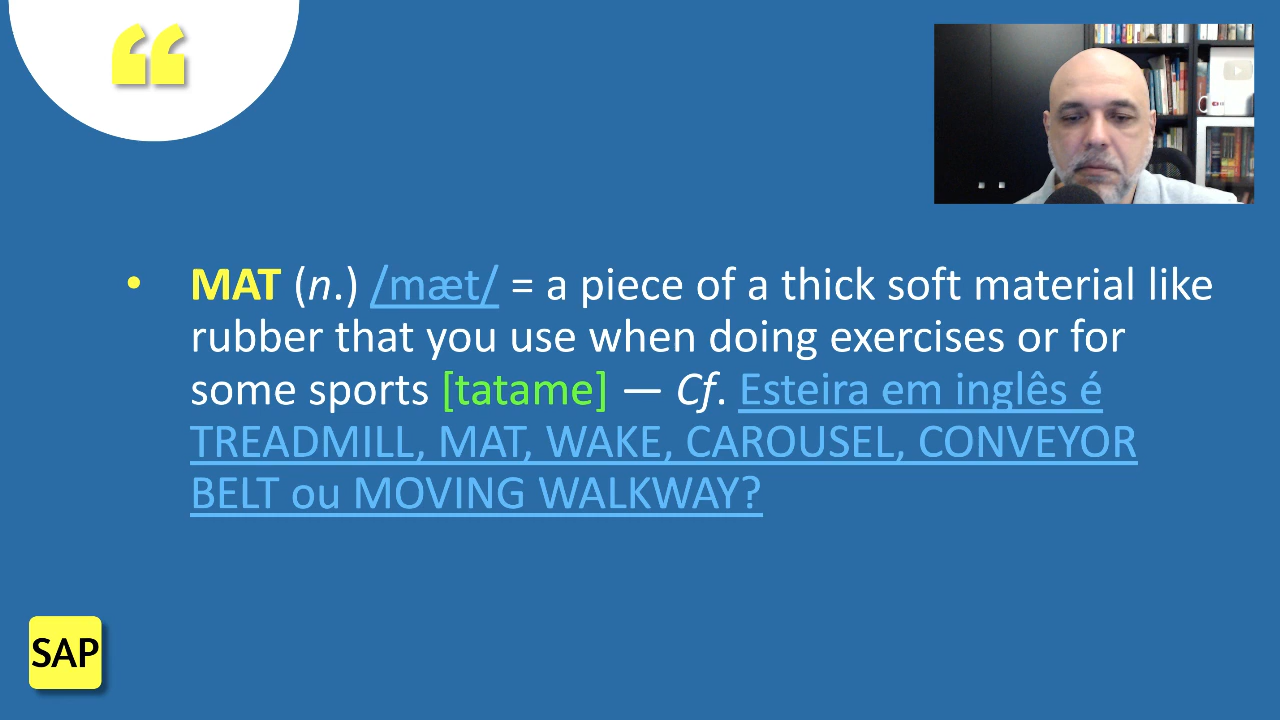 “
• MAT (n.) /mæt/ = a piece of a thick soft material like
rubber that you use when doing exercises or for
some sports [tatame] — Cf. Esteira em inglês é
TREADMILL, MAT, WAKE, CAROUSEL, CONVEYOR
BELT ou MOVING WALKWAY?
SAP